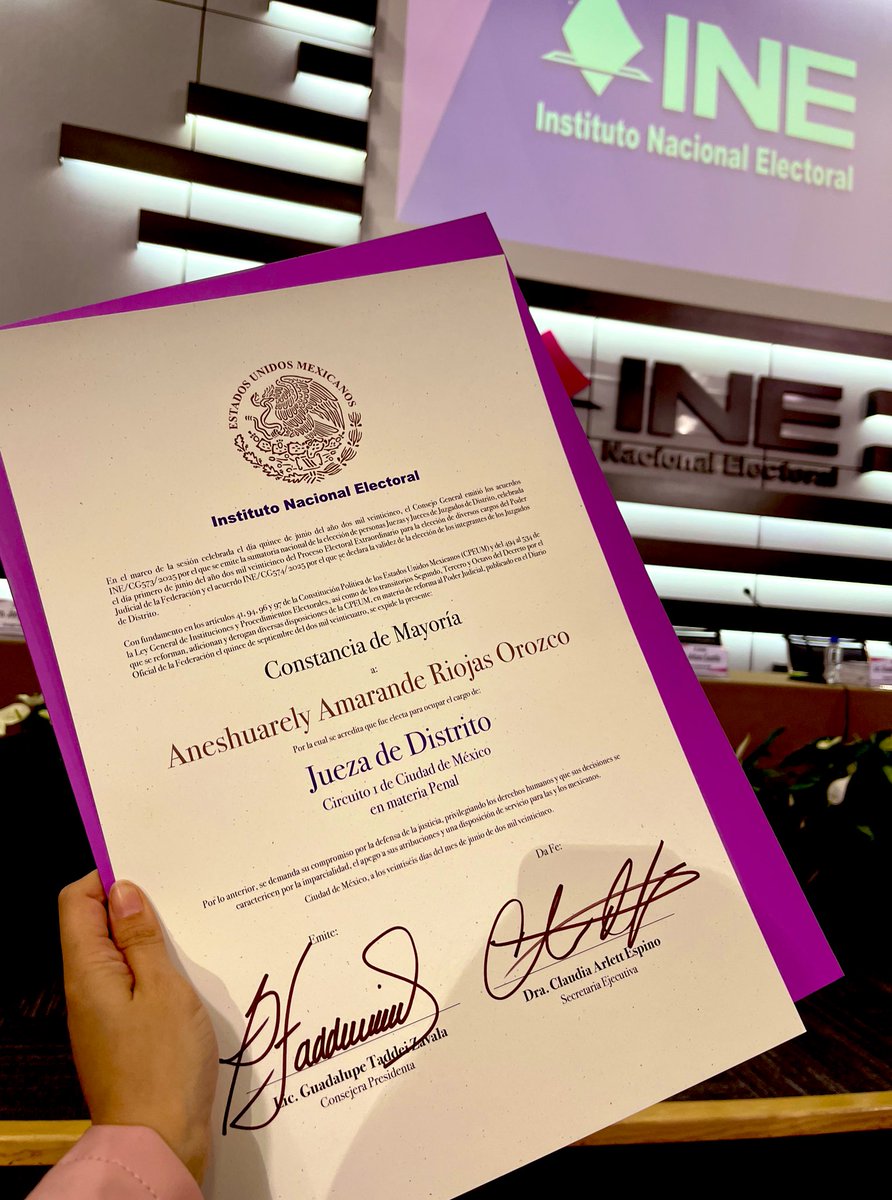 INE
Instituto Nacional Electoral
INE
Nacional Electoral
ESTADOS UNIDOS MEXICANOS
Instituto Nacional Electoral
En el marco de la sesión celebrada el día quince de junio del año dos mil veinticinco, el Consejo General emitió los acuerdos
INE/CG573/2025 por el que se emite la sumatoria nacional de la elección de personas Juezas y Jueces de Juzgados de Distrito, celebrada
el día primero de junio del año dos mil veinticinco del Proceso Electoral Extraordinario para la elección de diversos cargos del Poder
Judicial de la Federación y el acuerdo INE/CG574/2025 por el que se declara la validez de la elección de los integrantes de los Juzgados
de Distrito.
Con fundamento en los artículos 41, 94, 96 y 97 de la Constitución Política de los Estados Unidos Mexicanos (CPEUM) y del 494 al 534 de
la Ley General de Instituciones y Procedimientos Electorales, así como de los transitorios Segundo, Tercero y Octavo del Decreto por el
que se reforman, adicionan y derogan diversas disposiciones de la CPEUM, en materia de reforma al Poder Judicial, publicado en el Diario
Oficial de la Federación el quince de septiembre del dos mil veinticuatro, se expide la presente:
Constancia de Mayoría
a:
Aneshuarely Amarande Riojas Orozco
Por la cual se acredita que fue electa para ocupar el cargo de:
Jueza de Distrito
Circuito 1 de Ciudad de México
en materia Penal
Por lo anterior, se demanda su compromiso por la defensa de la justicia, privilegiando los derechos humanos y que sus decisiones se
caractericen por la imparcialidad, el apego a sus atribuciones y una disposición de servicio para las y los mexicanos.
Ciudad de México, a los veintiséis días del mes de junio de dos mil veinticinco.
Emite:
Lic. Guadalupe Taddei Zavala
Consejera Presidenta
Da Fe:
Dra. Claudia Arlett Espino
Secretaria Ejecutiva